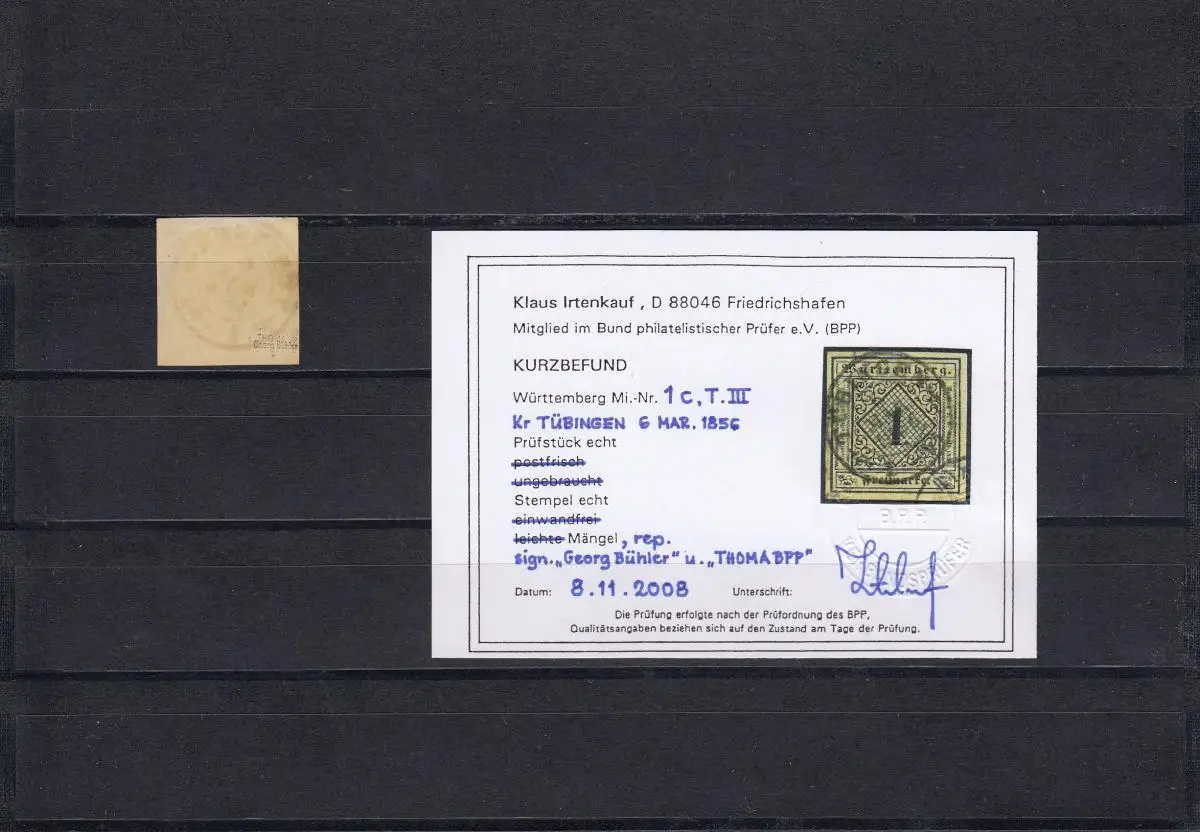 Georg Bühler
Klaus Irtenkauf, D 88046 Friedrichshafen
Mitglied im Bund philatelistischer Prüfer e.V. (BPP)
KURZBEFUND
Württemberg Mi.-Nr. 1 c, T. III
Kr TÜBINGEN 6 MAR. 1856
Prüfstück echt
postfrisch
ungebraucht
Stempel echt
einwandfrei
leichte Mängel, rep.
sign. „Georg Bühler" u. „THOMA BPP"
Datum: 8.11.2008 Unterschrift:
Die Prüfung erfolgte nach der Prüfordnung des BPP,
Qualitätsangaben beziehen sich auf den Zustand am Tage der Prüfung.
Württemberg.
1
Freimarke.
B.P.P.